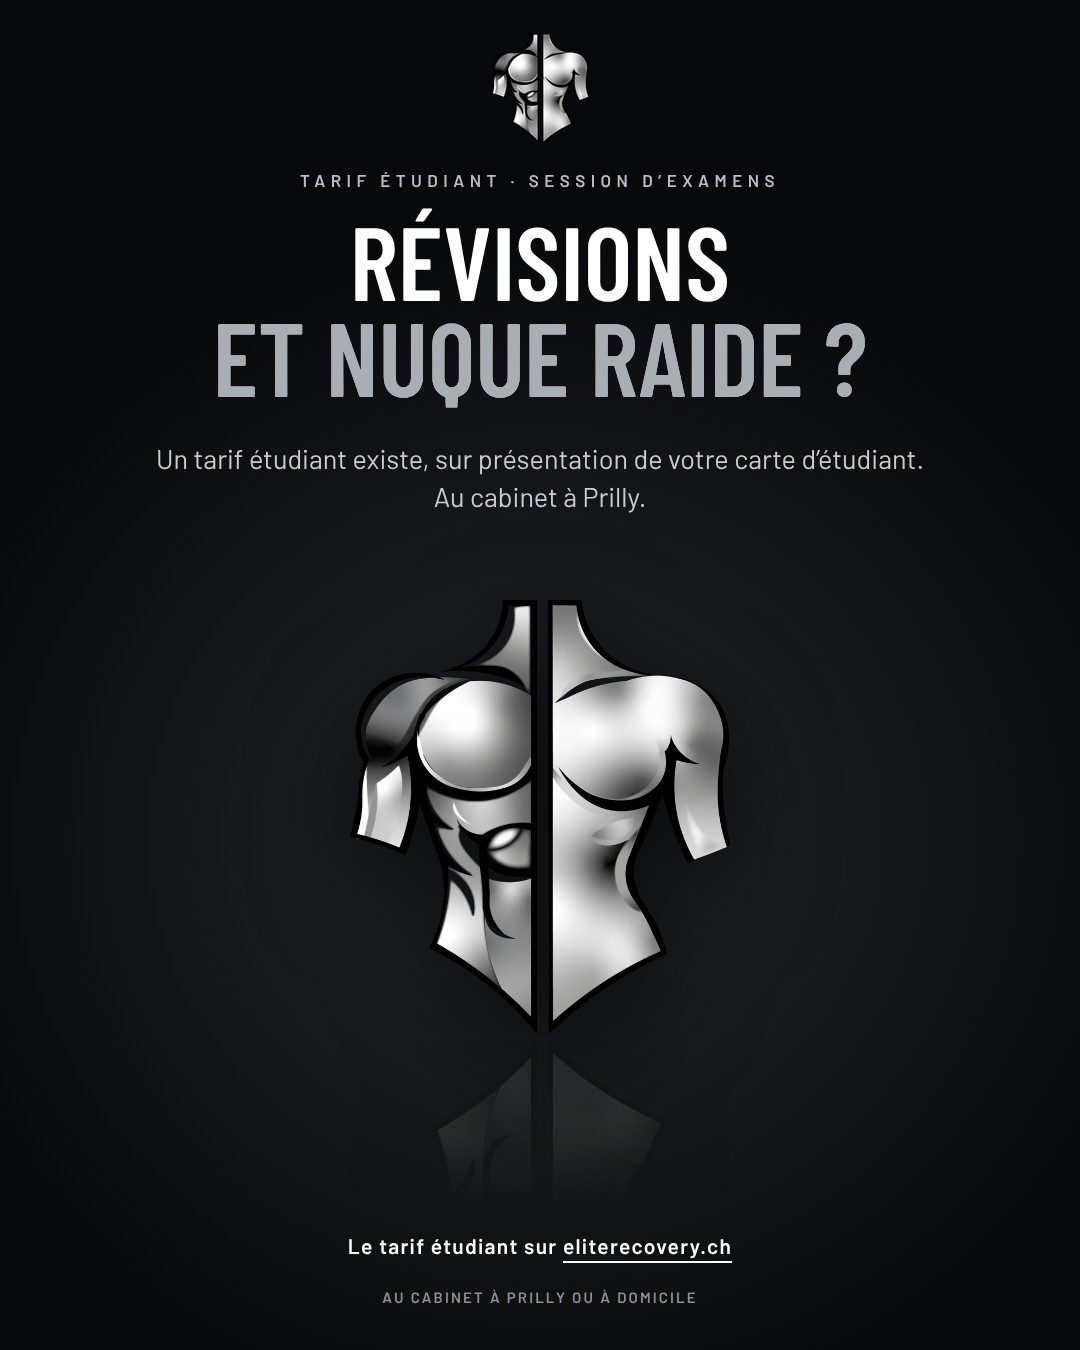 TARIF ÉTUDIANT · SESSION D’EXAMENS
RÉVISIONS
ET NUQUE RAIDE ?
Un tarif étudiant existe, sur présentation de votre carte d’étudiant.
Au cabinet à Prilly.
Le tarif étudiant sur eliterecovery.ch
AU CABINET À PRILLY OU À DOMICILE